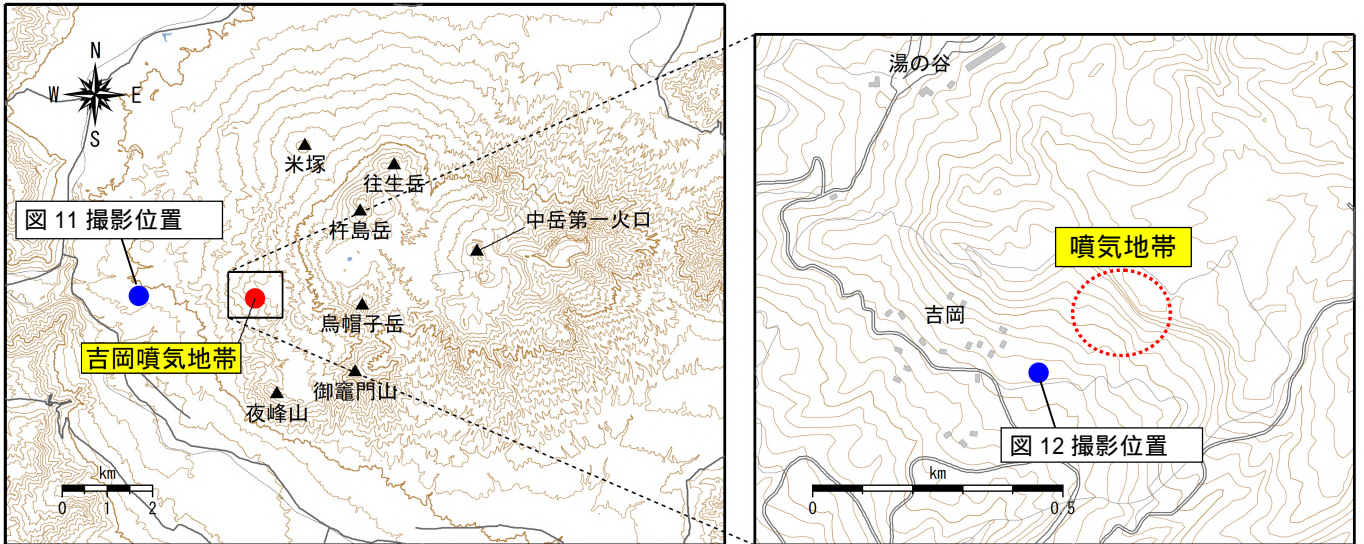 N
W
E
S
米塚
往生岳
杵島岳
中岳第一火口
図 11 撮影位置
烏帽子岳
吉岡噴気地帯
御竈門山
夜峰山
km
0 1 2
湯の谷
噴気地帯
吉岡
図 12 撮影位置
km
0 0 5